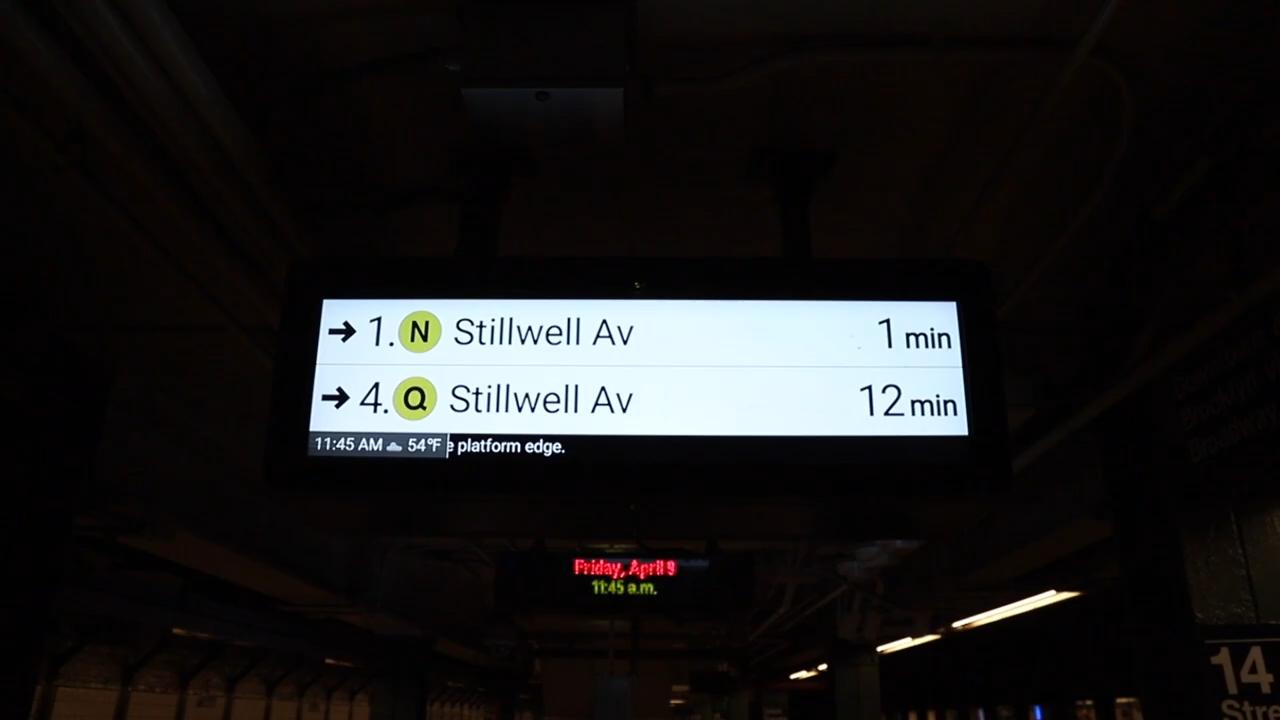 → 1. N Stillwell Av 1 min
→ 4. Q Stillwell Av 12 min
11:45 AM 54°F e platform edge.
Friday, April 9
11:45 a.m.
14
Stre